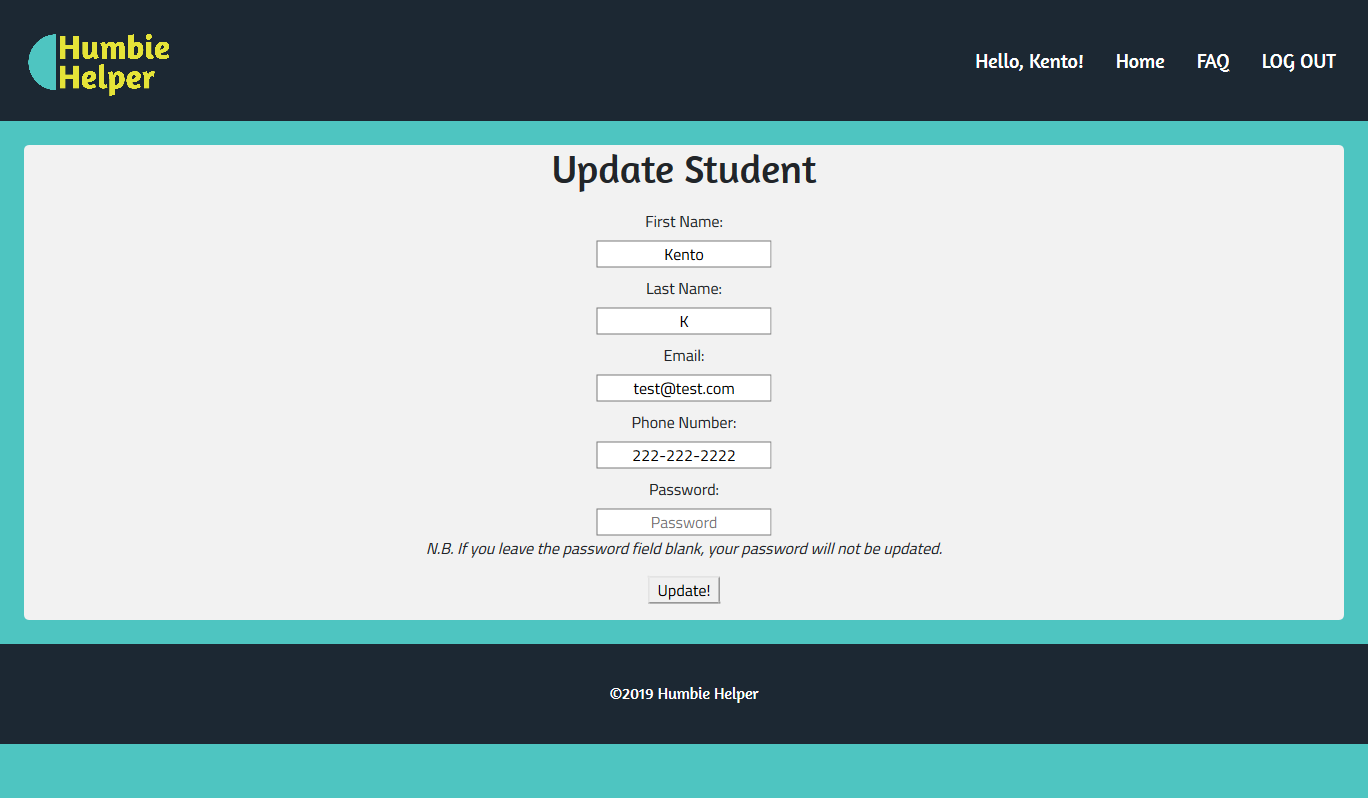 Humbie
Helper
Hello, Kento! Home FAQ LOG OUT
Update Student
First Name:
Kento
Last Name:
K
Email:
test@test.com
Phone Number:
222-222-2222
Password:
Password
N.B. If you leave the password field blank, your password will not be updated.
Update!
©2019 Humbie Helper